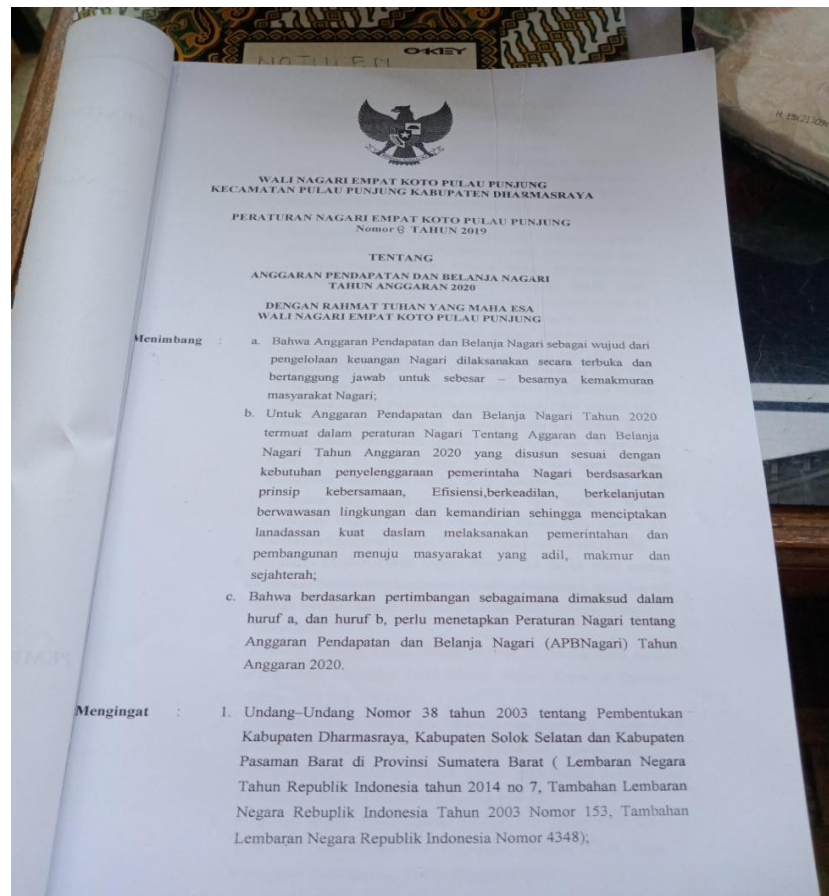 OKEY
WALI NAGARI EMPAT KOTO PULAU PUNJUNG
KECAMATAN PULAU PUNJUNG KABUPATEN DHARMASRAYA
PERATURAN NAGARI EMPAT KOTO PULAU PUNJUNG
Nomor 8 TAHUN 2019
TENTANG
ANGGARAN PENDAPATAN DAN BELANJA NAGARI
TAHUN ANGGARAN 2020
DENGAN RAHMAT TUHAN YANG MAHA ESA
WALI NAGARI EMPAT KOTO PULAU PUNJUNG
Menimbang : a. Bahwa Anggaran Pendapatan dan Belanja Nagari sebagai wujud dari
pengelolaan keuangan Nagari dilaksanakan secara terbuka dan
bertanggung jawab untuk sebesar – besarnya kemakmuran
masyarakat Nagari;
b. Untuk Anggaran Pendapatan dan Belanja Nagari Tahun 2020
termuat dalam peraturan Nagari Tentang Aggaran dan Belanja
Nagari Tahun Anggaran 2020 yang disusun sesuai dengan
kebutuhan penyelenggaraan pemerintaha Nagari berdsasarkan
prinsip kebersamaan, Efisiensi,berkeadilan, berkelanjutan
berwawasan lingkungan dan kemandirian sehingga menciptakan
lanadassan kuat daslam melaksanakan pemerintahan dan
pembangunan menuju masyarakat yang adil, makmur dan
sejahterah;
c. Bahwa berdasarkan pertimbangan sebagaimana dimaksud dalam
huruf a, dan huruf b, perlu menetapkan Peraturan Nagari tentang
Anggaran Pendapatan dan Belanja Nagari (APBNagari) Tahun
Anggaran 2020.
Mengingat : 1. Undang–Undang Nomor 38 tahun 2003 tentang Pembentukan
Kabupaten Dharmasraya, Kabupaten Solok Selatan dan Kabupaten
Pasaman Barat di Provinsi Sumatera Barat ( Lembaran Negara
Tahun Republik Indonesia tahun 2014 no 7, Tambahan Lembaran
Negara Rebuplik Indonesia Tahun 2003 Nomor 153, Tambahan
Lembaran Negara Republik Indonesia Nomor 4348);